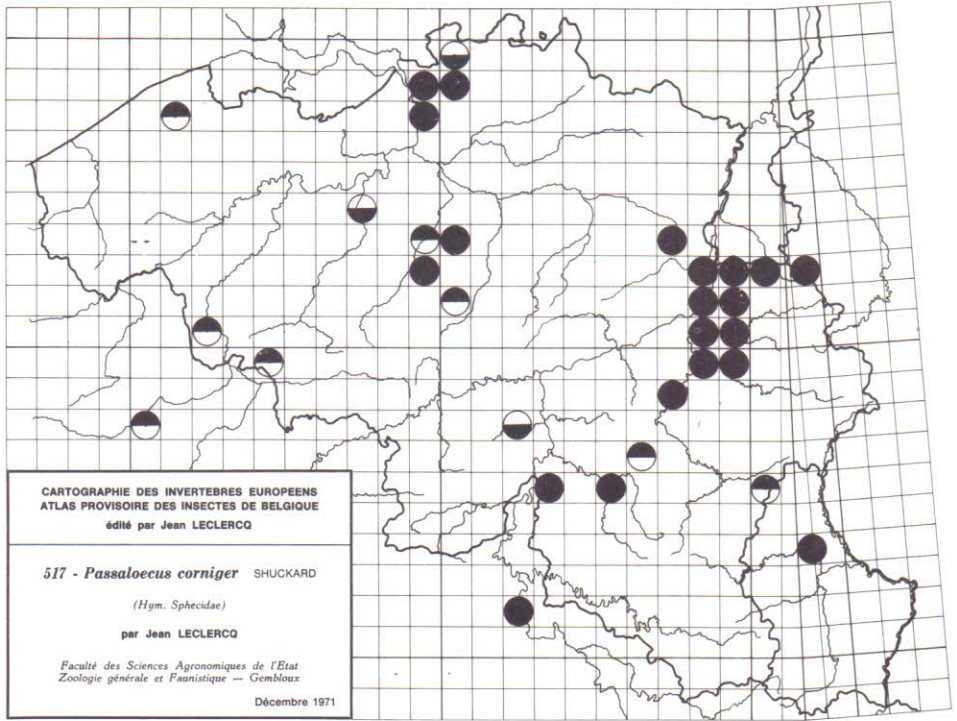 CARTOGRAPHIE DES INVERTEBRES EUROPEENS
ATLAS PROVISOIRE DES INSECTES DE BELGIQUE
édité par Jean LECLERCQ
517 - Passaloecus corniger SHUCKARD
(Hym. Sphecidae)
par Jean LECLERCQ
Faculté des Sciences Agronomiques de l'Etat
Zoologie générale et Faunistique — Gembloux
Décembre 1971